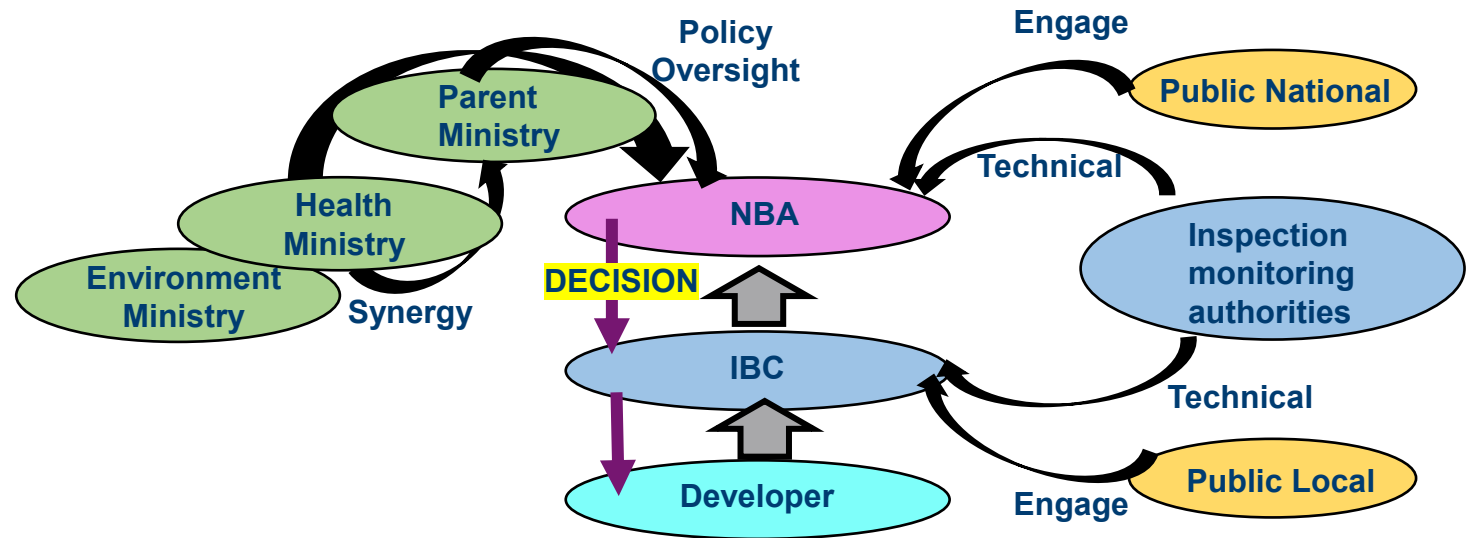 Policy
Oversight
Engage
Parent
Ministry
Public National
Technical
Health
Ministry
NBA
Inspection
monitoring
authorities
Environment
Ministry
DECISION
Synergy
IBC
Technical
Developer
Public Local
Engage